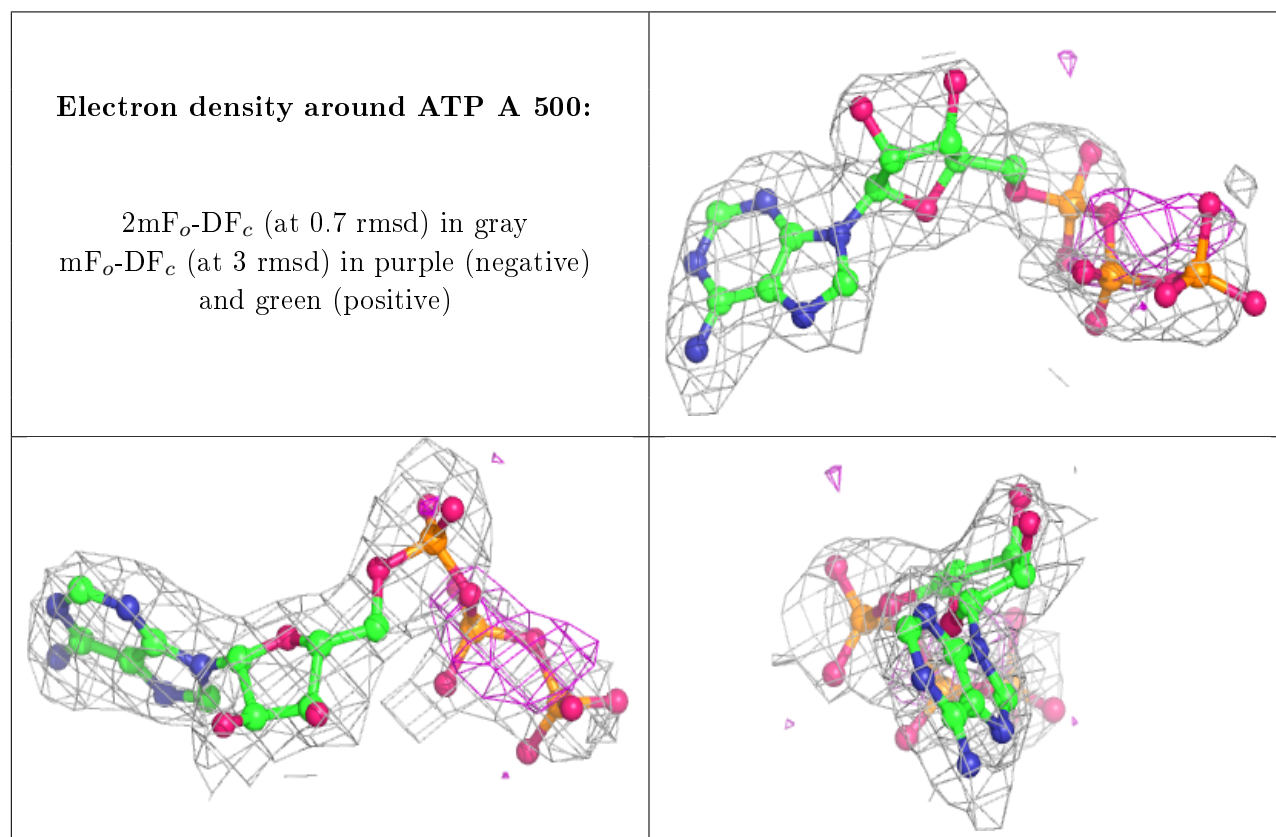 Electron density around ATP A 500:
2mFₒ-DF𝒸 (at 0.7 rmsd) in gray
mFₒ-DF𝒸 (at 3 rmsd) in purple (negative)
and green (positive)